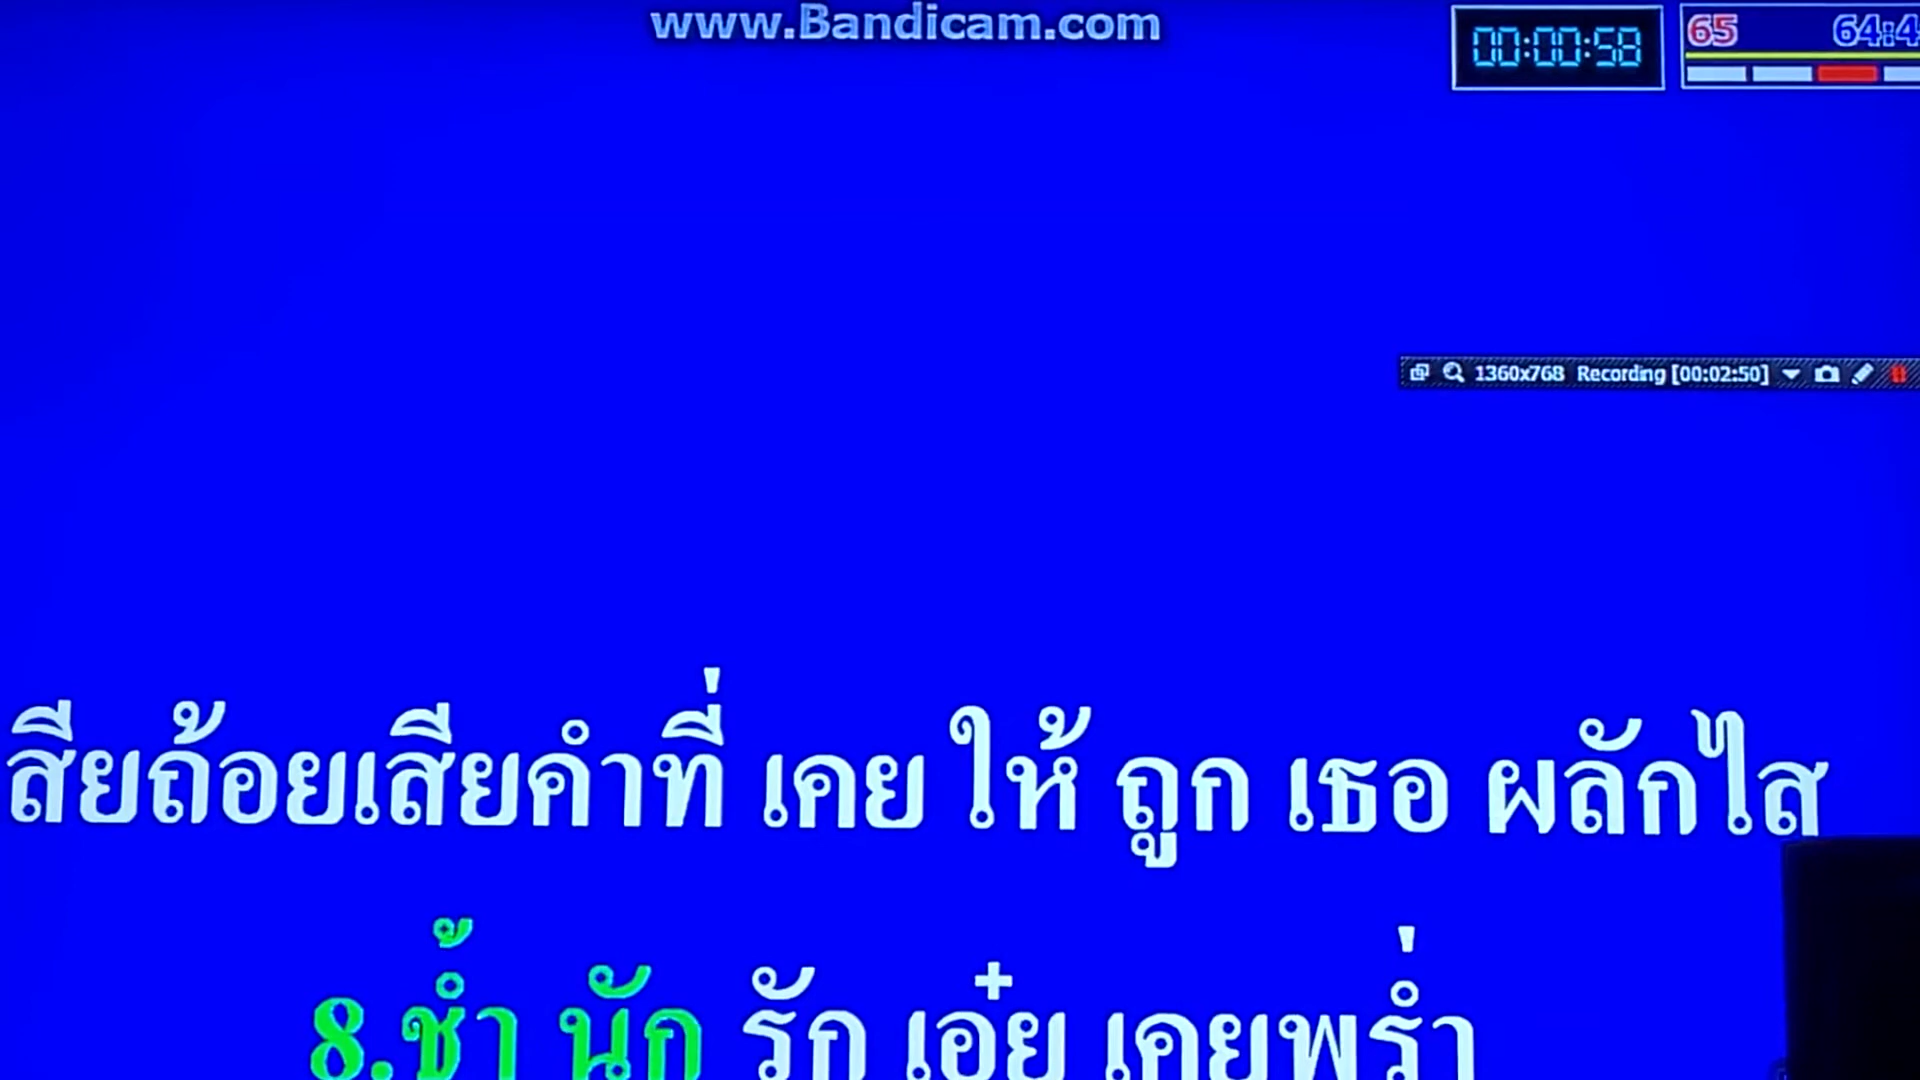 www.Bandicam.com
00:00:58
65 64:4
1360x768 Recording [00:02:50]
สียถ้อยเสียคำที่ เคย ให้ ถูก เธอ ผลักไส
8.ช้ำ นัก รัก เอ๋ย เคยพร่ำ